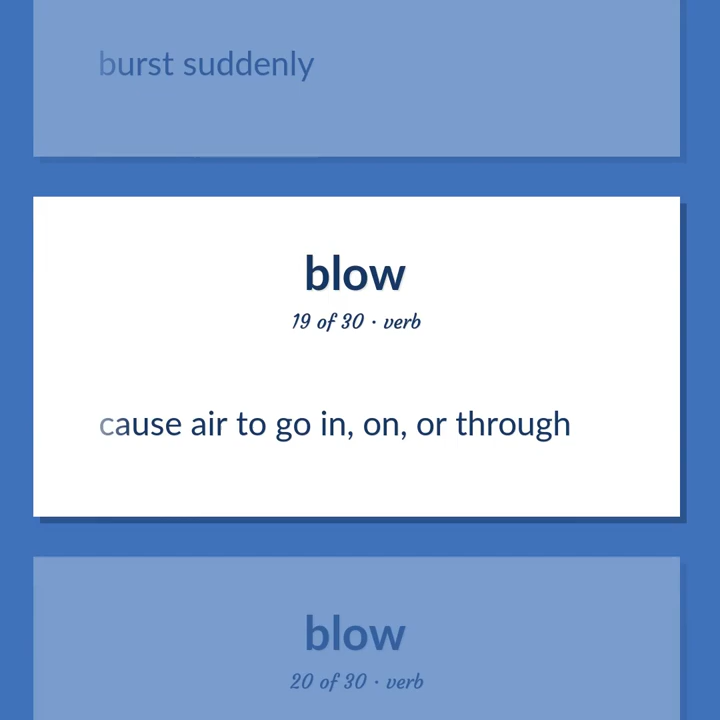 burst suddenly
blow
19 of 30 · verb
cause air to go in, on, or through
blow
20 of 30 · verb